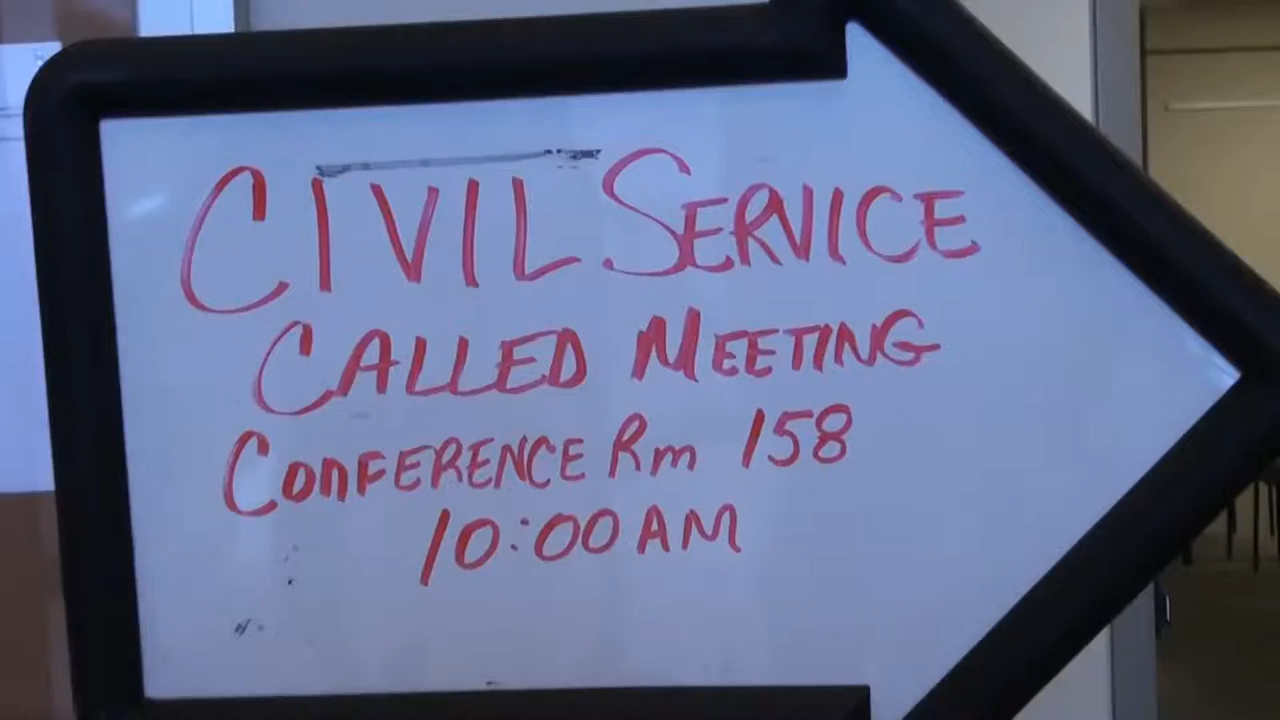 CIVIL SERVICE
CALLED MEETING
CONFERENCE Rm 158
10:00 AM